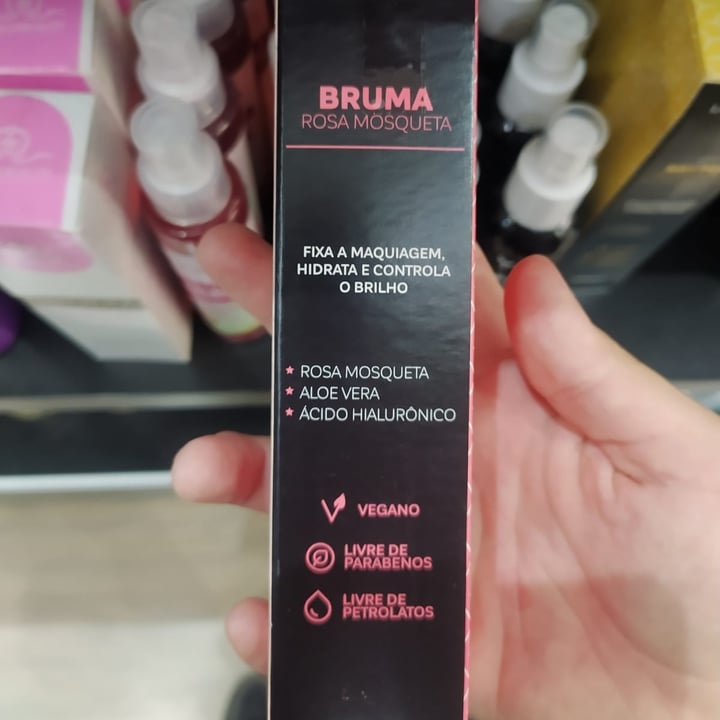 BRUMA
ROSA MOSQUETA
FIXA A MAQUIAGEM,
HIDRATA E CONTROLA
O BRILHO
ROSA MOSQUETA
ALOE VERA
ÁCIDO HIALURÔNICO
VEGANO
LIVRE DE
PARABENOS
LIVRE DE
PETROLATOS